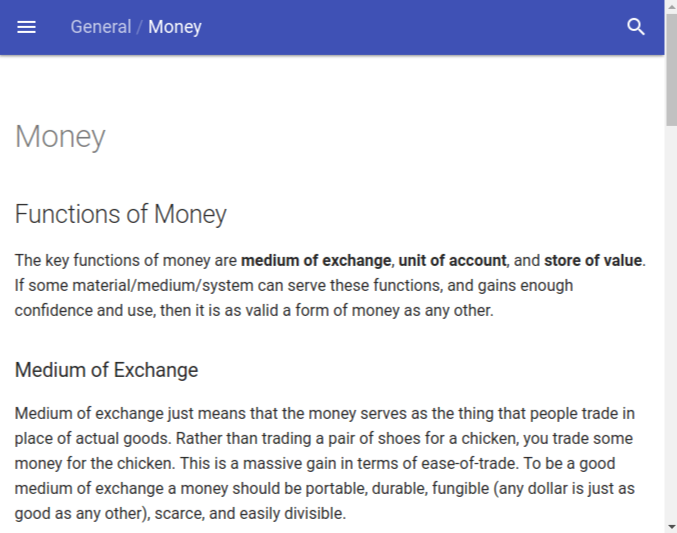 General / Money
Money
Functions of Money
The key functions of money are medium of exchange, unit of account, and store of value.
If some material/medium/system can serve these functions, and gains enough
confidence and use, then it is as valid a form of money as any other.
Medium of Exchange
Medium of exchange just means that the money serves as the thing that people trade in
place of actual goods. Rather than trading a pair of shoes for a chicken, you trade some
money for the chicken. This is a massive gain in terms of ease-of-trade. To be a good
medium of exchange a money should be portable, durable, fungible (any dollar is just as
good as any other), scarce, and easily divisible.